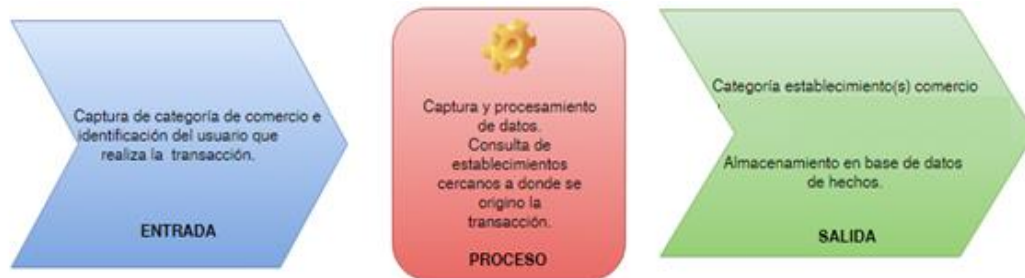 Captura de categoría de comercio e
identificación del usuario que
realiza la transacción.
ENTRADA
Captura y procesamiento
de datos.
Consulta de
establecimientos
cercanos a donde se
origino la
transacción.
PROCESO
Categoría establecimiento(s) comercio
Almacenamiento en base de datos
de hechos.
SALIDA